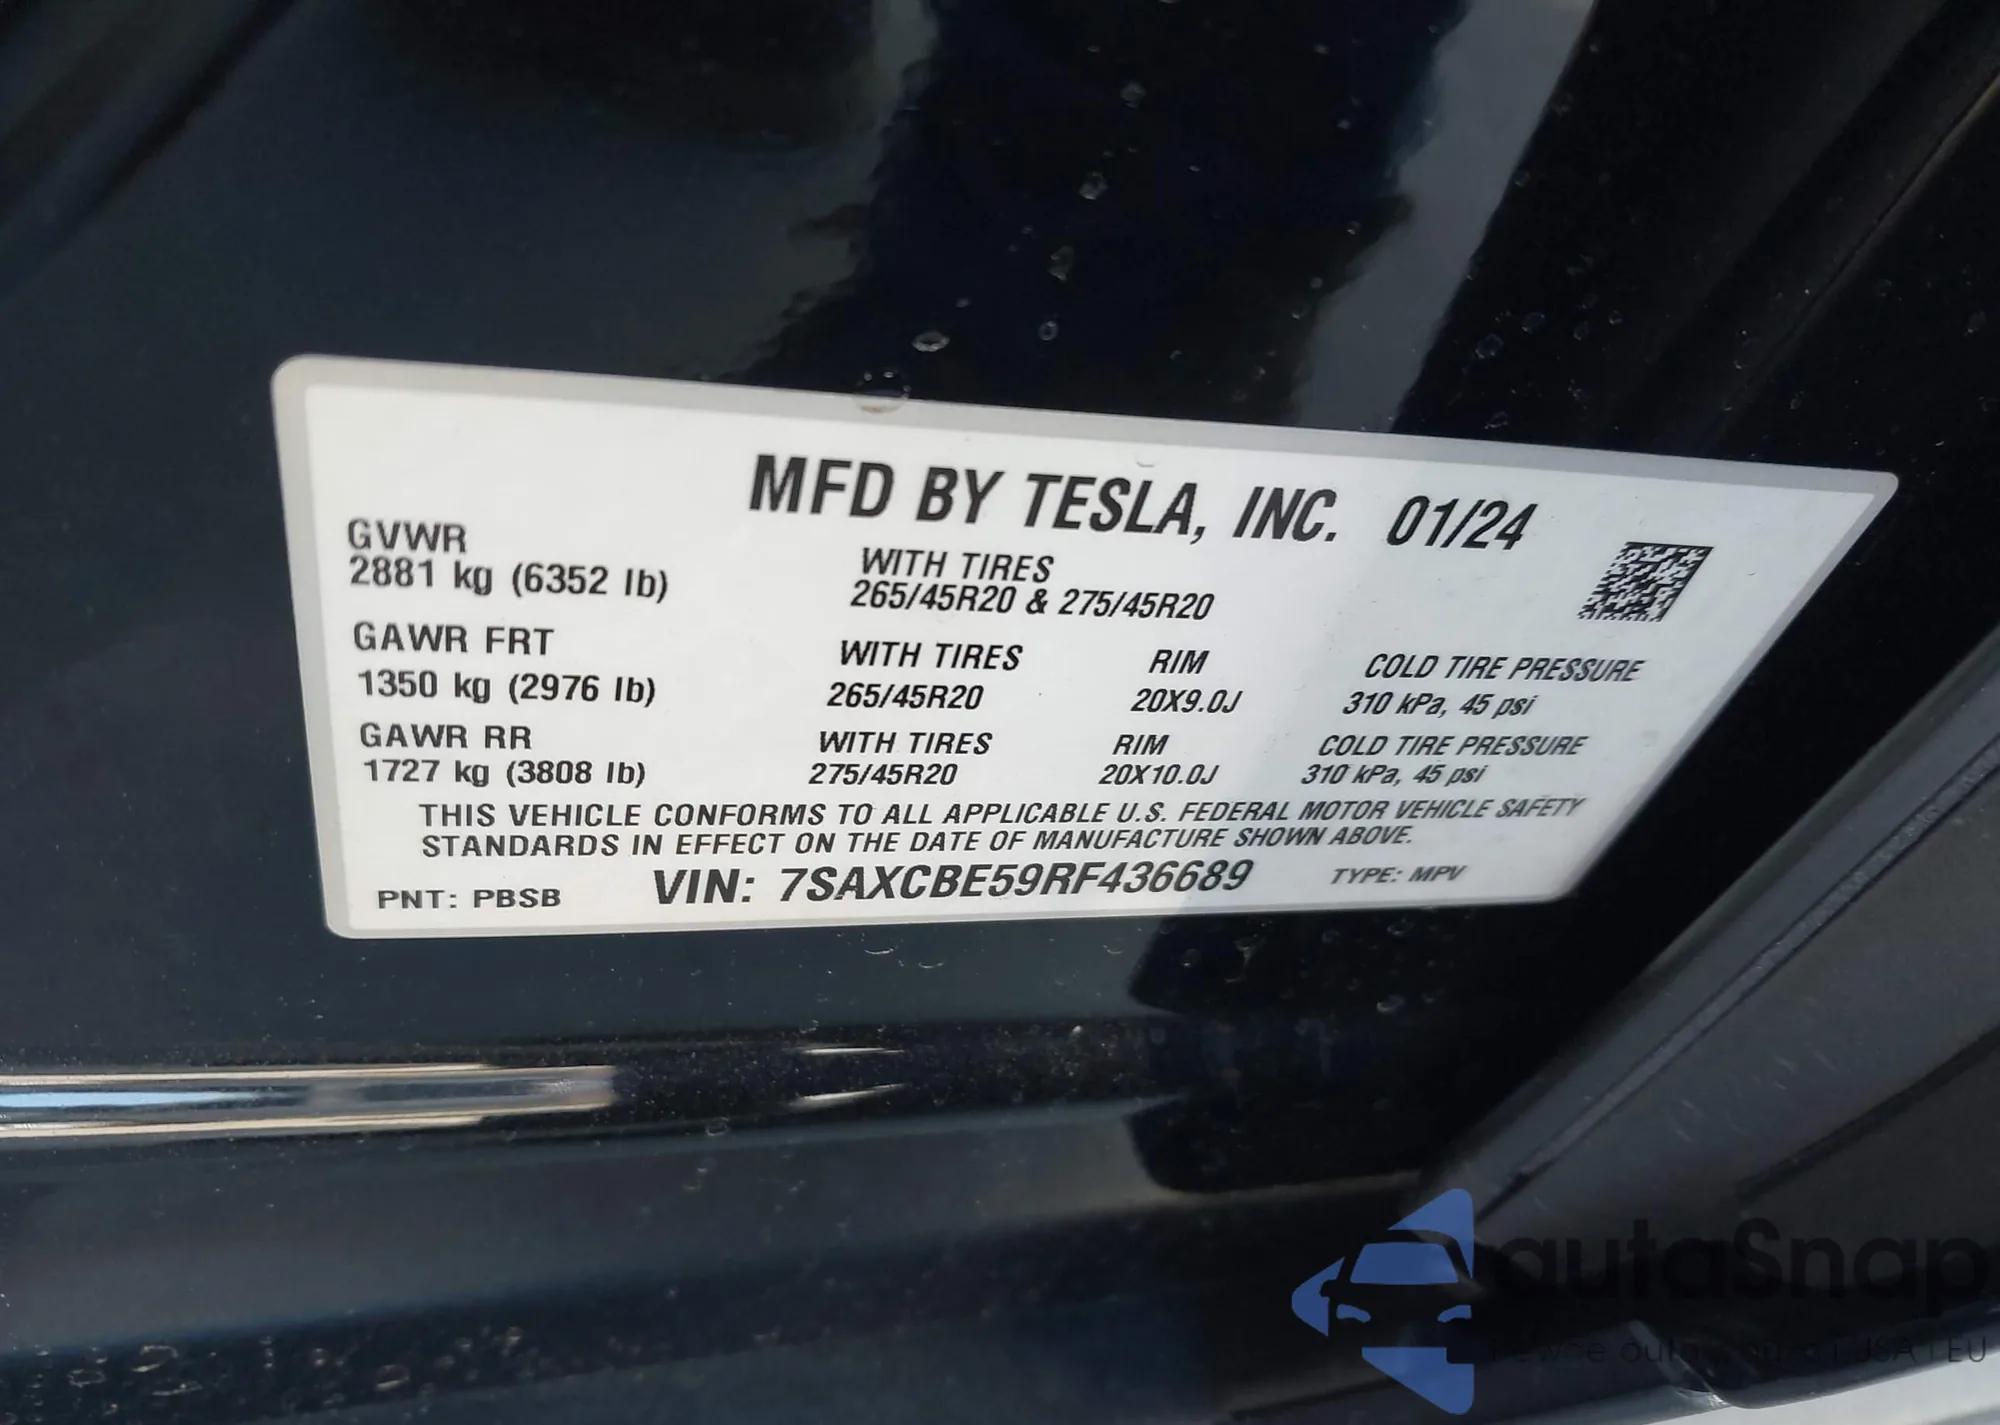 MFD BY TESLA, INC. 01/24
GVWR
2881 kg (6352 lb)
WITH TIRES
265/45R20 & 275/45R20
GAWR FRT
1350 kg (2976 lb)
WITH TIRES RIM COLD TIRE PRESSURE
265/45R20 20X9.0J 310 kPa, 45 psi
GAWR RR
1727 kg (3808 lb)
WITH TIRES RIM COLD TIRE PRESSURE
275/45R20 20X10.0J 310 kPa, 45 psi
THIS VEHICLE CONFORMS TO ALL APPLICABLE U.S. FEDERAL MOTOR VEHICLE SAFETY
STANDARDS IN EFFECT ON THE DATE OF MANUFACTURE SHOWN ABOVE.
PNT: PBSB VIN: 7SAXCBE59RF436689 TYPE: MPV
autaSnap
USA i EU